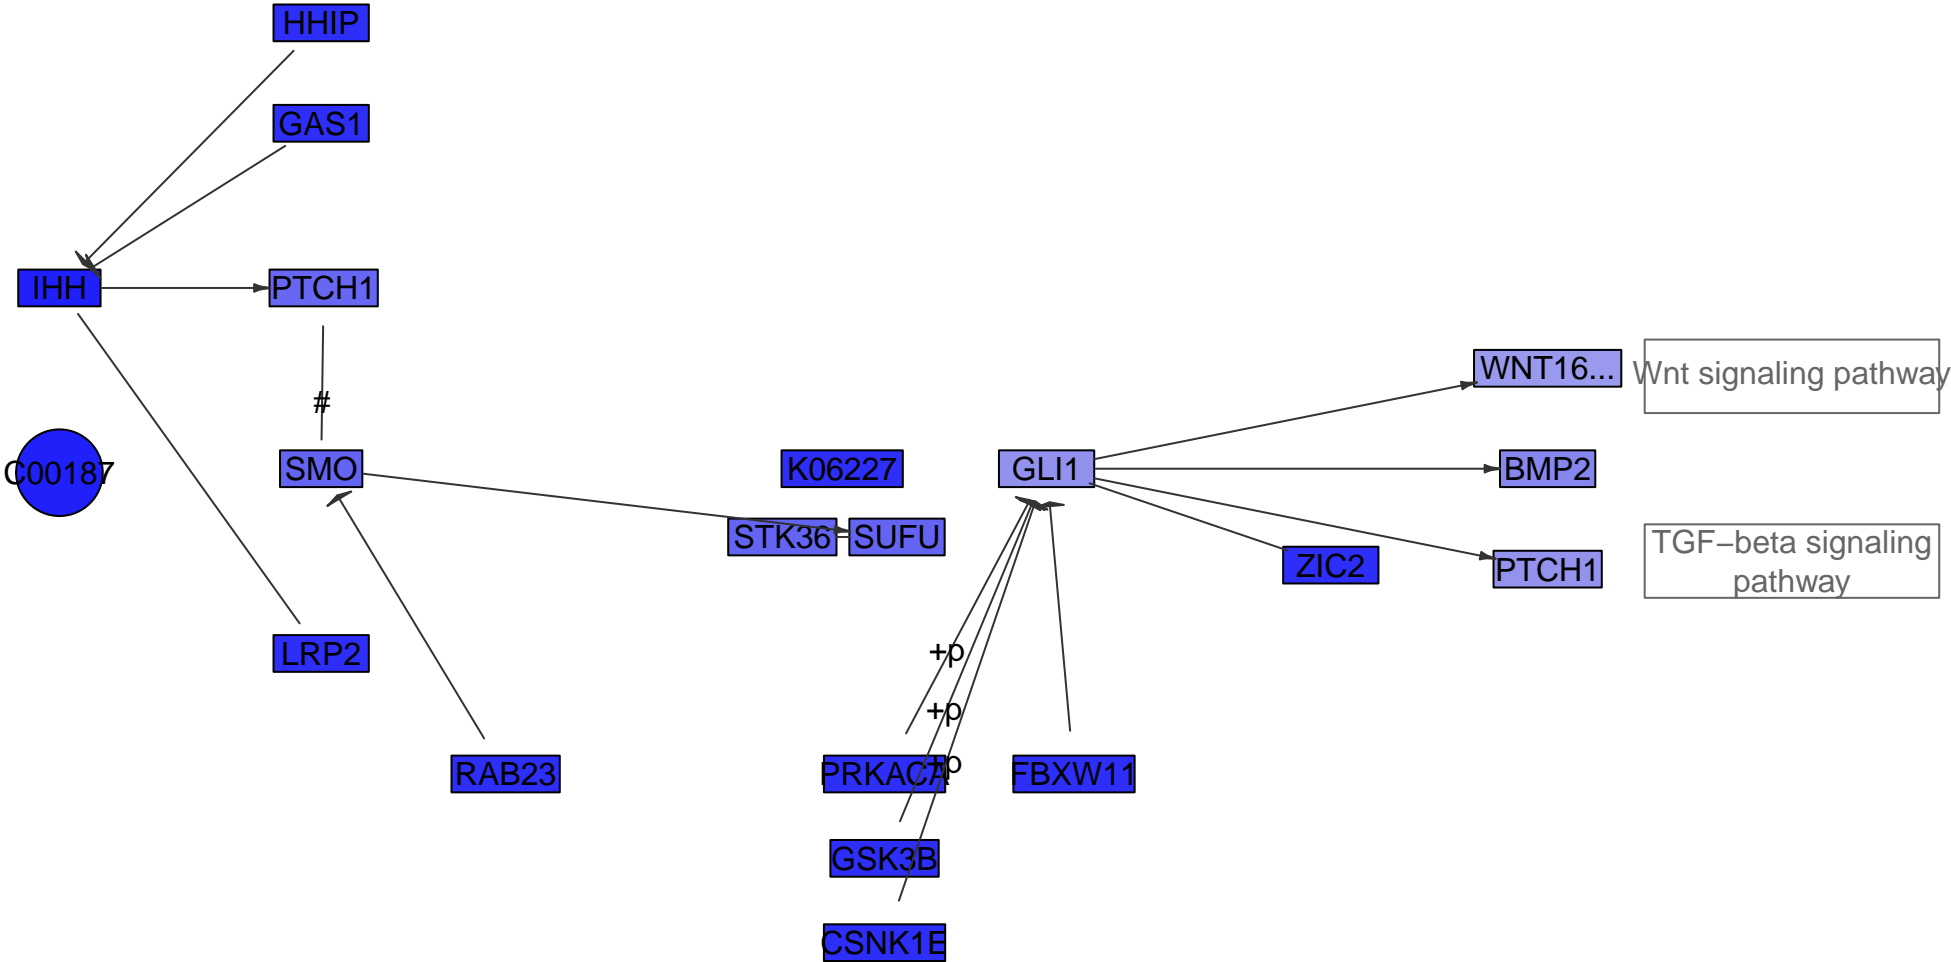 HHIP
GAS1
IHH
PTCH1
WNT16...
Wnt signaling pathway
#
C00187
SMO
K06227
GLI1
BMP2
STK36
SUFU
ZIC2
PTCH1
TGF−beta signaling
pathway
LRP2
+p
+p
+p
RAB23
PRKACA
FBXW11
GSK3B
CSNK1E